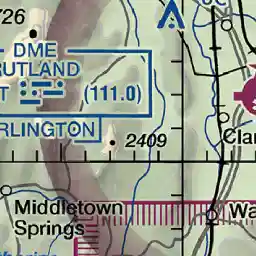 726
DME
RUTLAND
T (111.0)
RLINGTON
2409
Cla
Middletown
Springs
Wa